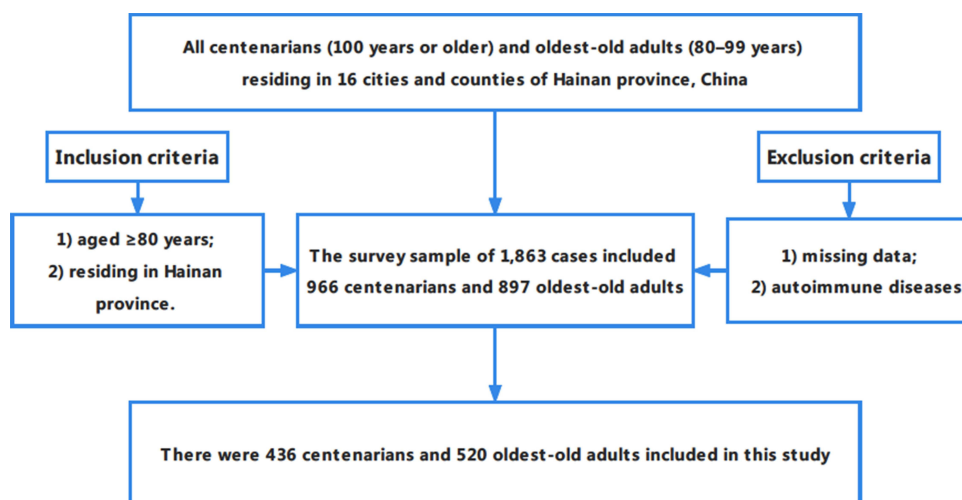 All centenarians (100 years or older) and oldest-old adults (80–99 years)
residing in 16 cities and counties of Hainan province, China
Inclusion criteria
Exclusion criteria
1) aged ≥80 years;
2) residing in Hainan
province.
The survey sample of 1,863 cases included
966 centenarians and 897 oldest-old adults
1) missing data;
2) autoimmune diseases
There were 436 centenarians and 520 oldest-old adults included in this study